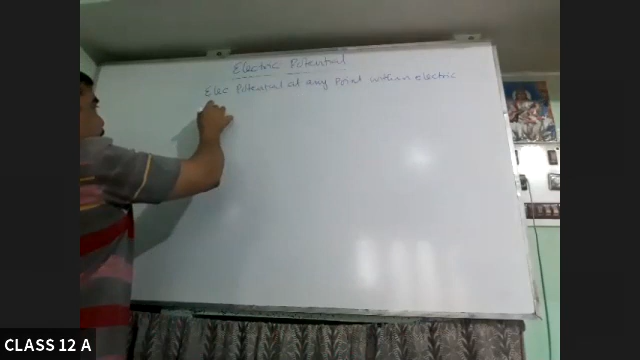 Electric Potential
Elec Potential at any Point within electric
CLASS 12 A